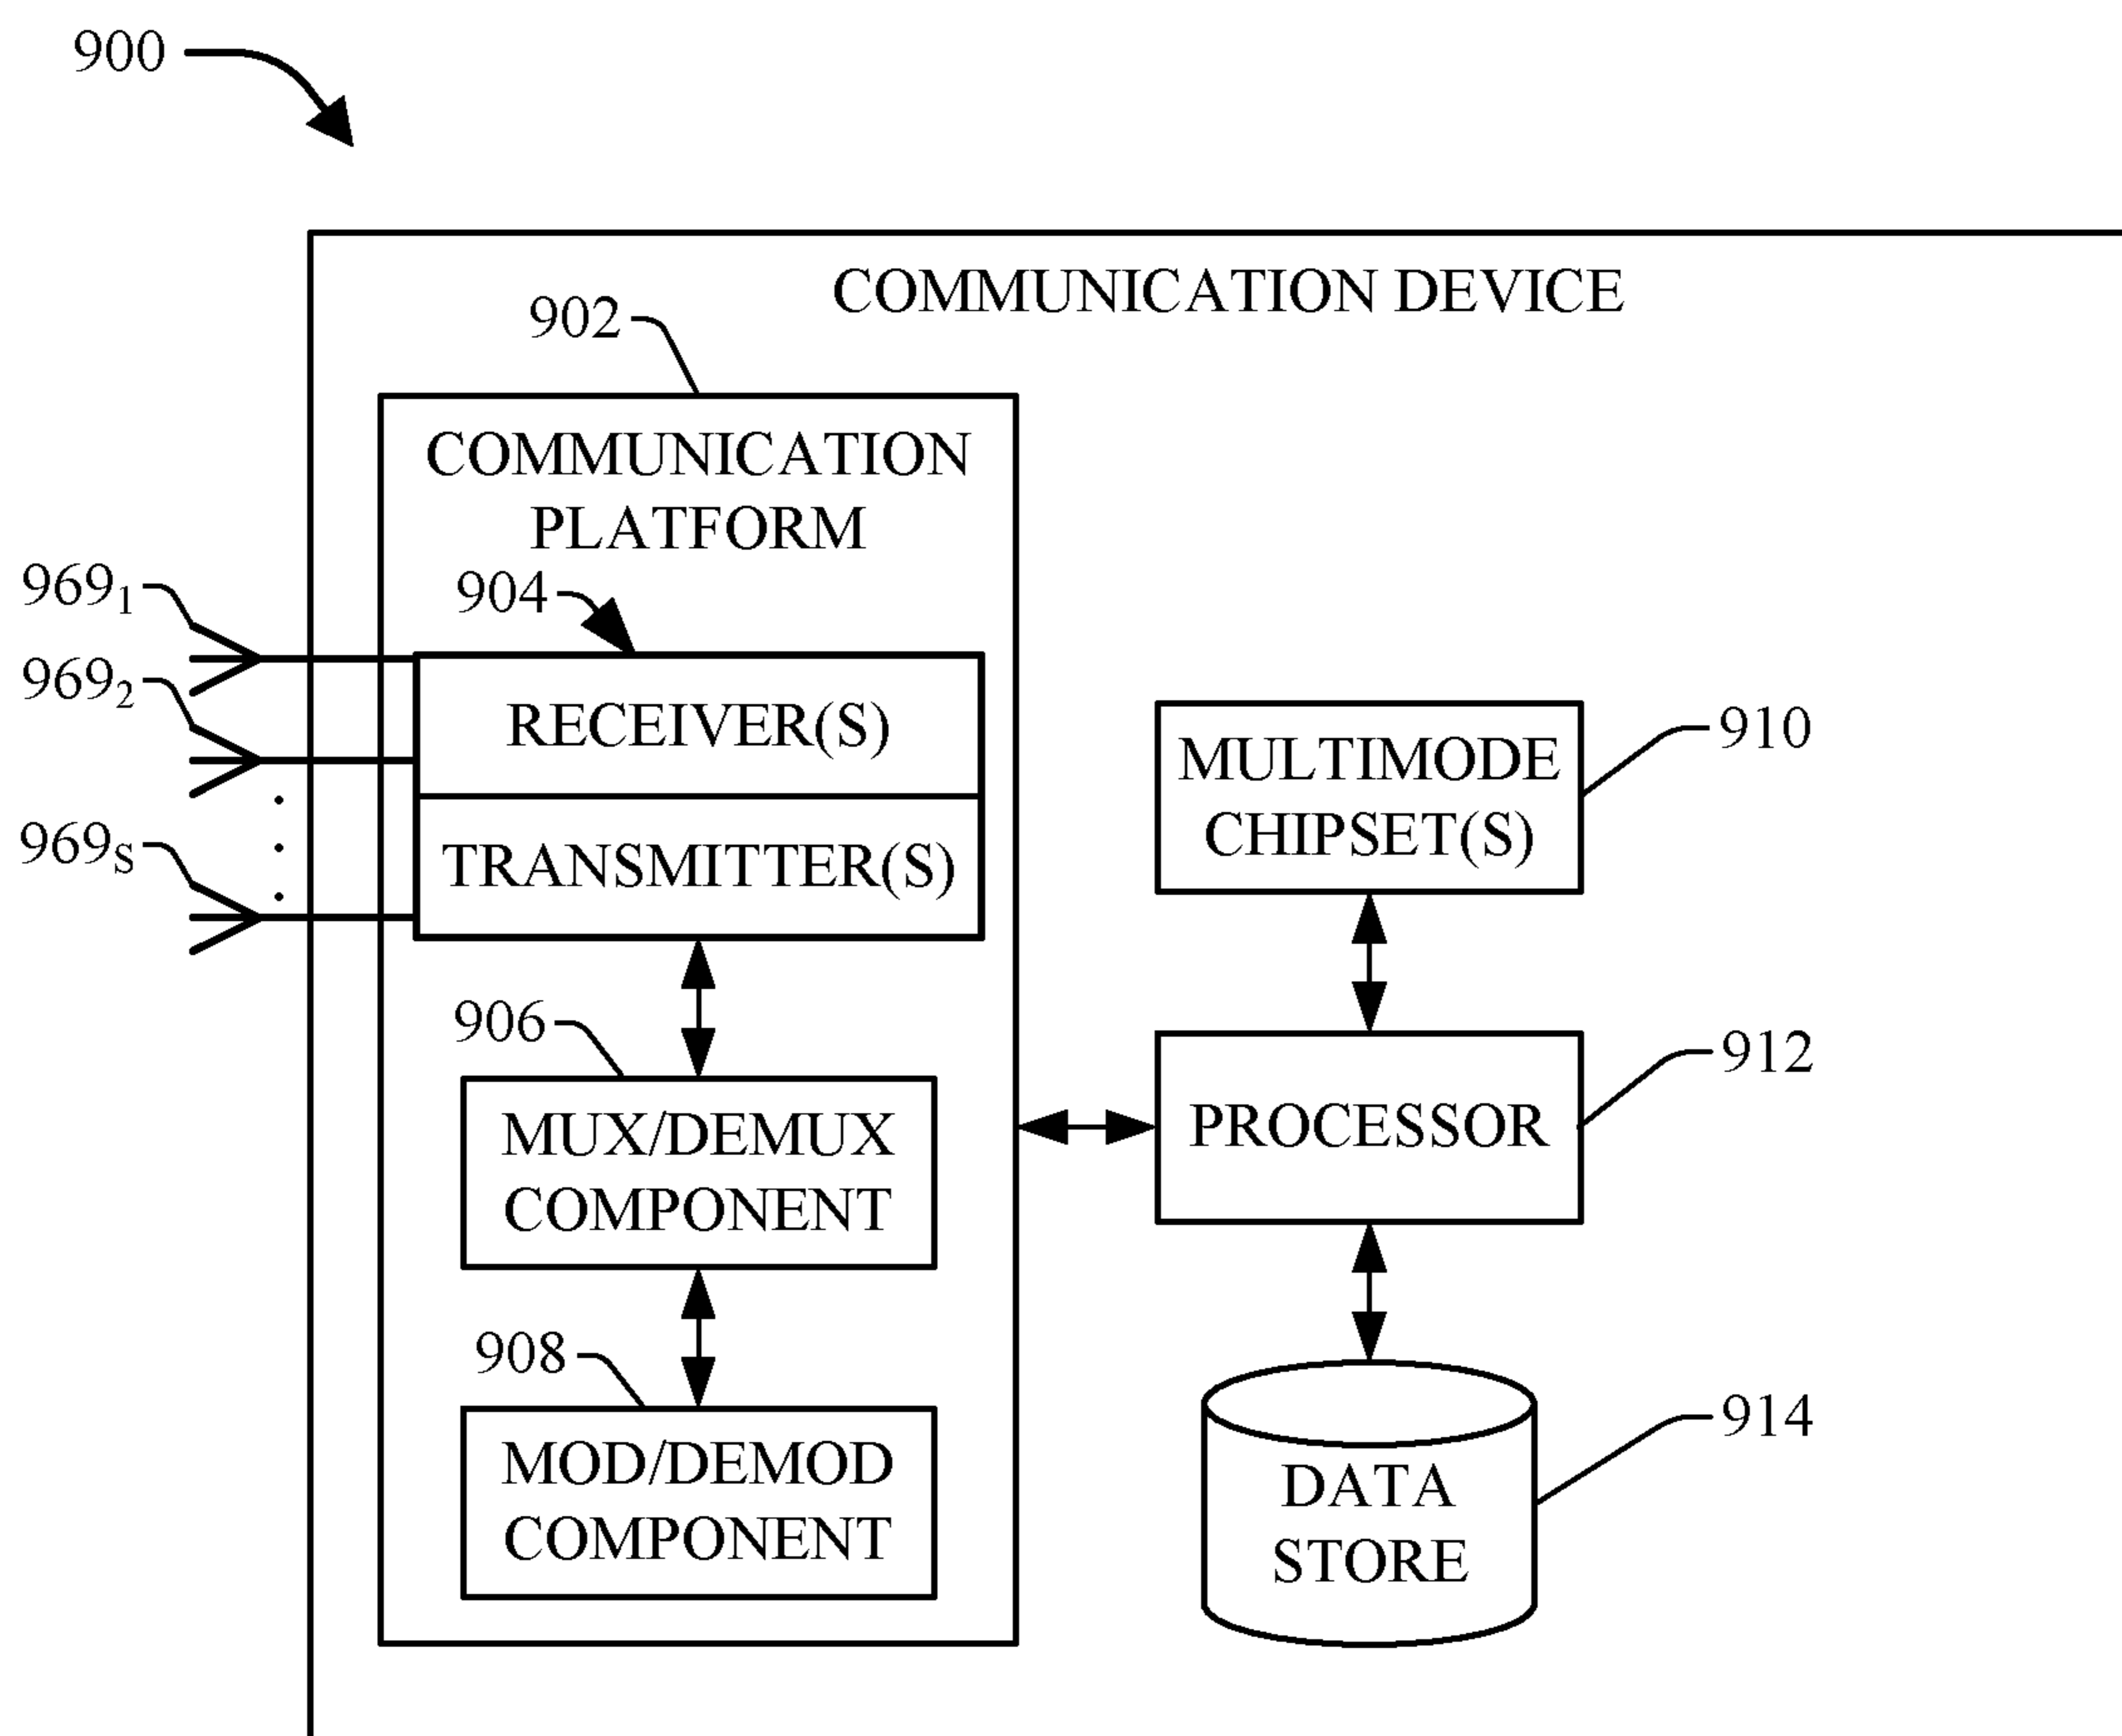 900
COMMUNICATION DEVICE
902
COMMUNICATION
PLATFORM
969₁
904
969₂
RECEIVER(S)
969S
TRANSMITTER(S)
906
MUX/DEMUX
COMPONENT
908
MOD/DEMOD
COMPONENT
910
MULTIMODE
CHIPSET(S)
912
PROCESSOR
914
DATA
STORE